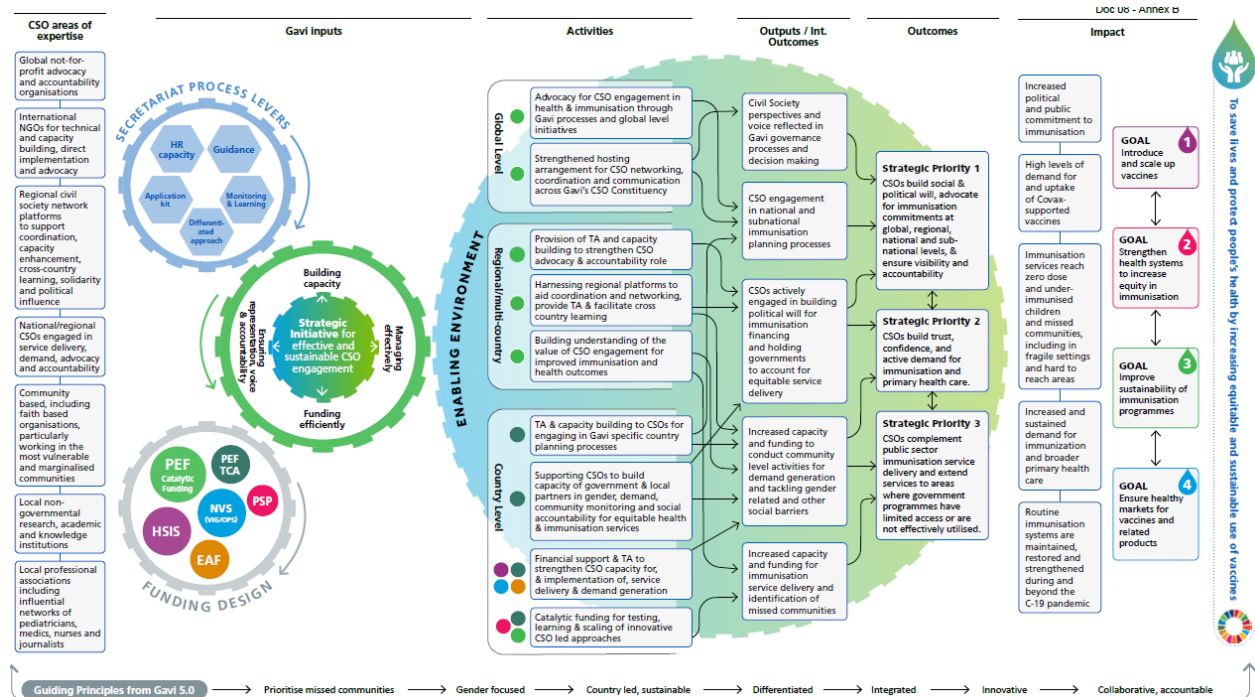 Doc 08 - Annex B
CSO areas of
expertise
Gavi inputs
Activities
Outputs / Int.
Outcomes
Outcomes
Impact
Global not-for-
profit advocacy
and accountability
organisations
International
NGOs for technical
and capacity
building, direct
implementation
and advocacy
Regional civil
society network
platforms
to support
coordination,
capacity
enhancement,
cross-country
learning, solidarity
and political
influence
National/regional
CSOs engaged in
service delivery,
demand, advocacy
and accountability
Community
based, including
faith based
organisations,
particularly
working in the
most vulnerable
and marginalised
communities
Local non-
governmental
research, academic
and knowledge
institutions
Local professional
associations
including
influential
networks of
pediatricians,
medics, nurses and
journalists
SECRETARIAT PROCESS LEVERS
HR
capacity
Guidance
Application
kit
Monitoring
& Learning
Differenti-
ated
approach
Building
capacity
Ensuring
representation, voice
& accountability
Strategic
Initiative for
effective and
sustainable CSO
engagement
Managing
effectively
Funding
efficiently
PEF
Catalytic
Funding
PEF
TCA
NVS
(VIG/OPS)
PSP
HSIS
EAF
FUNDING DESIGN
ENABLING ENVIRONMENT
Global Level
Advocacy for CSO engagement in
health & immunisation through
Gavi processes and global level
initiatives
Strengthened hosting
arrangement for CSO networking,
coordination and communication
across Gavi's CSO Constituency
Regional/multi-country
Provision of TA and capacity
building to strengthen CSO
advocacy & accountability role
Harnessing regional platforms to
aid coordination and networking,
provide TA & facilitate cross
country learning
Building understanding of the
value of CSO engagement for
improved immunisation and
health outcomes
Country Level
TA & capacity building to CSOs for
engaging in Gavi specific country
planning processes
Supporting CSOs to build
capacity of government & local
partners in gender, demand,
community monitoring and social
accountability for equitable health
& immunisation services
Financial support & TA to
strengthen CSO capacity for,
& implementation of, service
delivery & demand generation
Catalytic funding for testing,
learning & scaling of innovative
CSO led approaches
Civil Society
perspectives and
voice reflected in
Gavi governance
processes and
decision making
CSO engagement
in national and
subnational
immunisation
planning processes
CSOs actively
engaged in building
political will for
immunisation
financing
and holding
governments
to account for
equitable service
delivery
Increased capacity
and funding to
conduct community
level activities for
demand generation
and tackling gender
related and other
social barriers
Increased capacity
and funding for
immunisation
service delivery and
identification of
missed communities
Strategic Priority 1
CSOs build social &
political will, advocate
for immunisation
commitments at
global, regional,
national and sub-
national levels, &
ensure visibility and
accountability
Strategic Priority 2
CSOs build trust,
confidence, and
active demand for
immunisation and
primary health care.
Strategic Priority 3
CSOs complement
public sector
immunisation service
delivery and extend
services to areas
where government
programmes have
limited access or are
not effectively utilised.
Increased
political
and public
commitment to
immunisation
High levels of
demand for
and uptake
of Covax-
supported
vaccines
Immunisation
services reach
zero dose
and under-
immunised
children
and missed
communities,
including in
fragile settings
and hard to
reach areas
Increased and
sustained
demand for
immunization
and broader
primary health
care
Routine
immunisation
systems are
maintained,
restored and
strengthened
during and
beyond the
C-19 pandemic
1
GOAL
Introduce
and scale up
vaccines
2
GOAL
Strengthen
health systems
to increase
equity in
immunisation
3
GOAL
Improve
sustainability of
immunisation
programmes
4
GOAL
Ensure healthy
markets for
vaccines and
related
products
To save lives and proted people's health by increasing equitable and sustainable use of vaccines
Guiding Principles from Gavi 5.0
Prioritise missed communities
Gender focused
Country led, sustainable
Differentiated
Integrated
Innovative
Collaborative, accountable